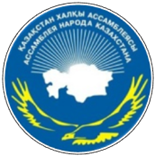 ҚАЗАҚСТАН ХАЛҚЫ АССАМБЛЕЯСЫ
АССАМБЛЕЯ НАРОДА КАЗАХСТАНА